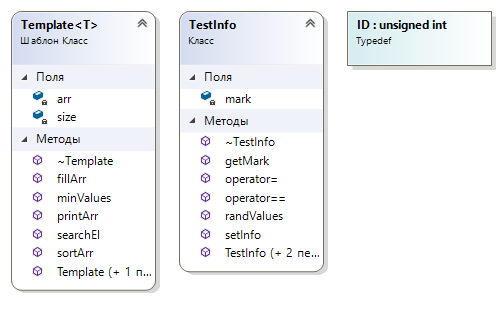 Template<T>
Шаблон Класс
Поля
arr
size
Методы
~Template
fillArr
minValues
printArr
searchEl
sortArr
Template (+ 1 п...
TestInfo
Класс
Поля
mark
Методы
~TestInfo
getMark
operator=
operator==
randValues
setInfo
TestInfo (+ 2 пе...
ID : unsigned int
Typedef